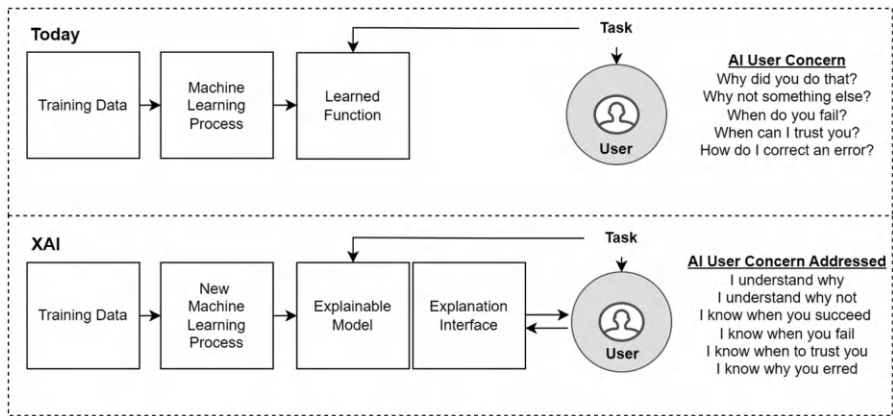 Today
Training Data
Machine
Learning
Process
Learned
Function
Task
User
AI User Concern
Why did you do that?
Why not something else?
When do you fail?
When can I trust you?
How do I correct an error?
XAI
Training Data
New
Machine
Learning
Process
Explainable
Model
Explanation
Interface
Task
User
AI User Concern Addressed
I understand why
I understand why not
I know when you succeed
I know when you fail
I know when to trust you
I know why you erred